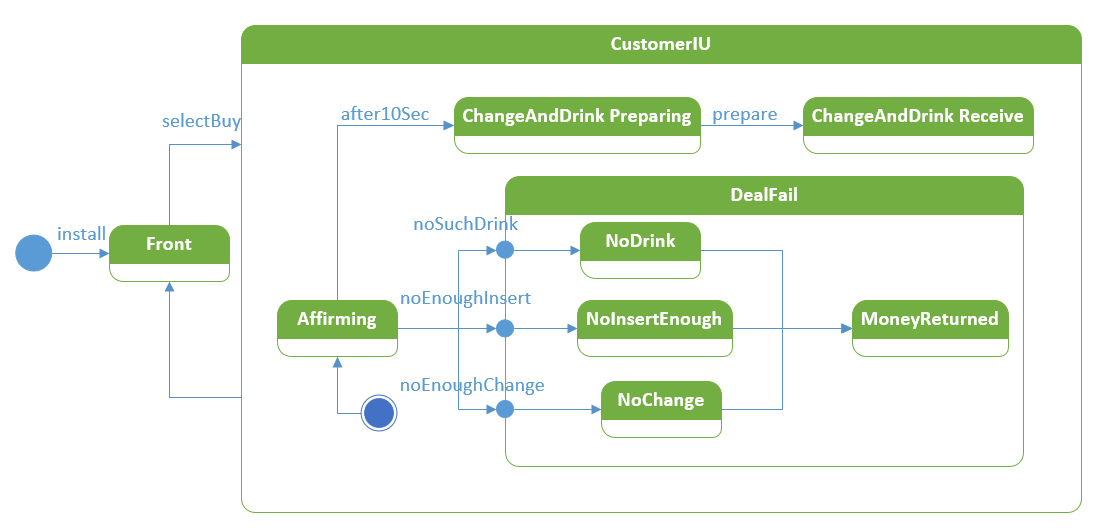 CustomerIU
selectBuy
after10Sec
ChangeAndDrink Preparing
prepare
ChangeAndDrink Receive
DealFail
install
Front
noSuchDrink
NoDrink
Affirming
noEnoughInsert
NoInsertEnough
MoneyReturned
noEnoughChange
NoChange